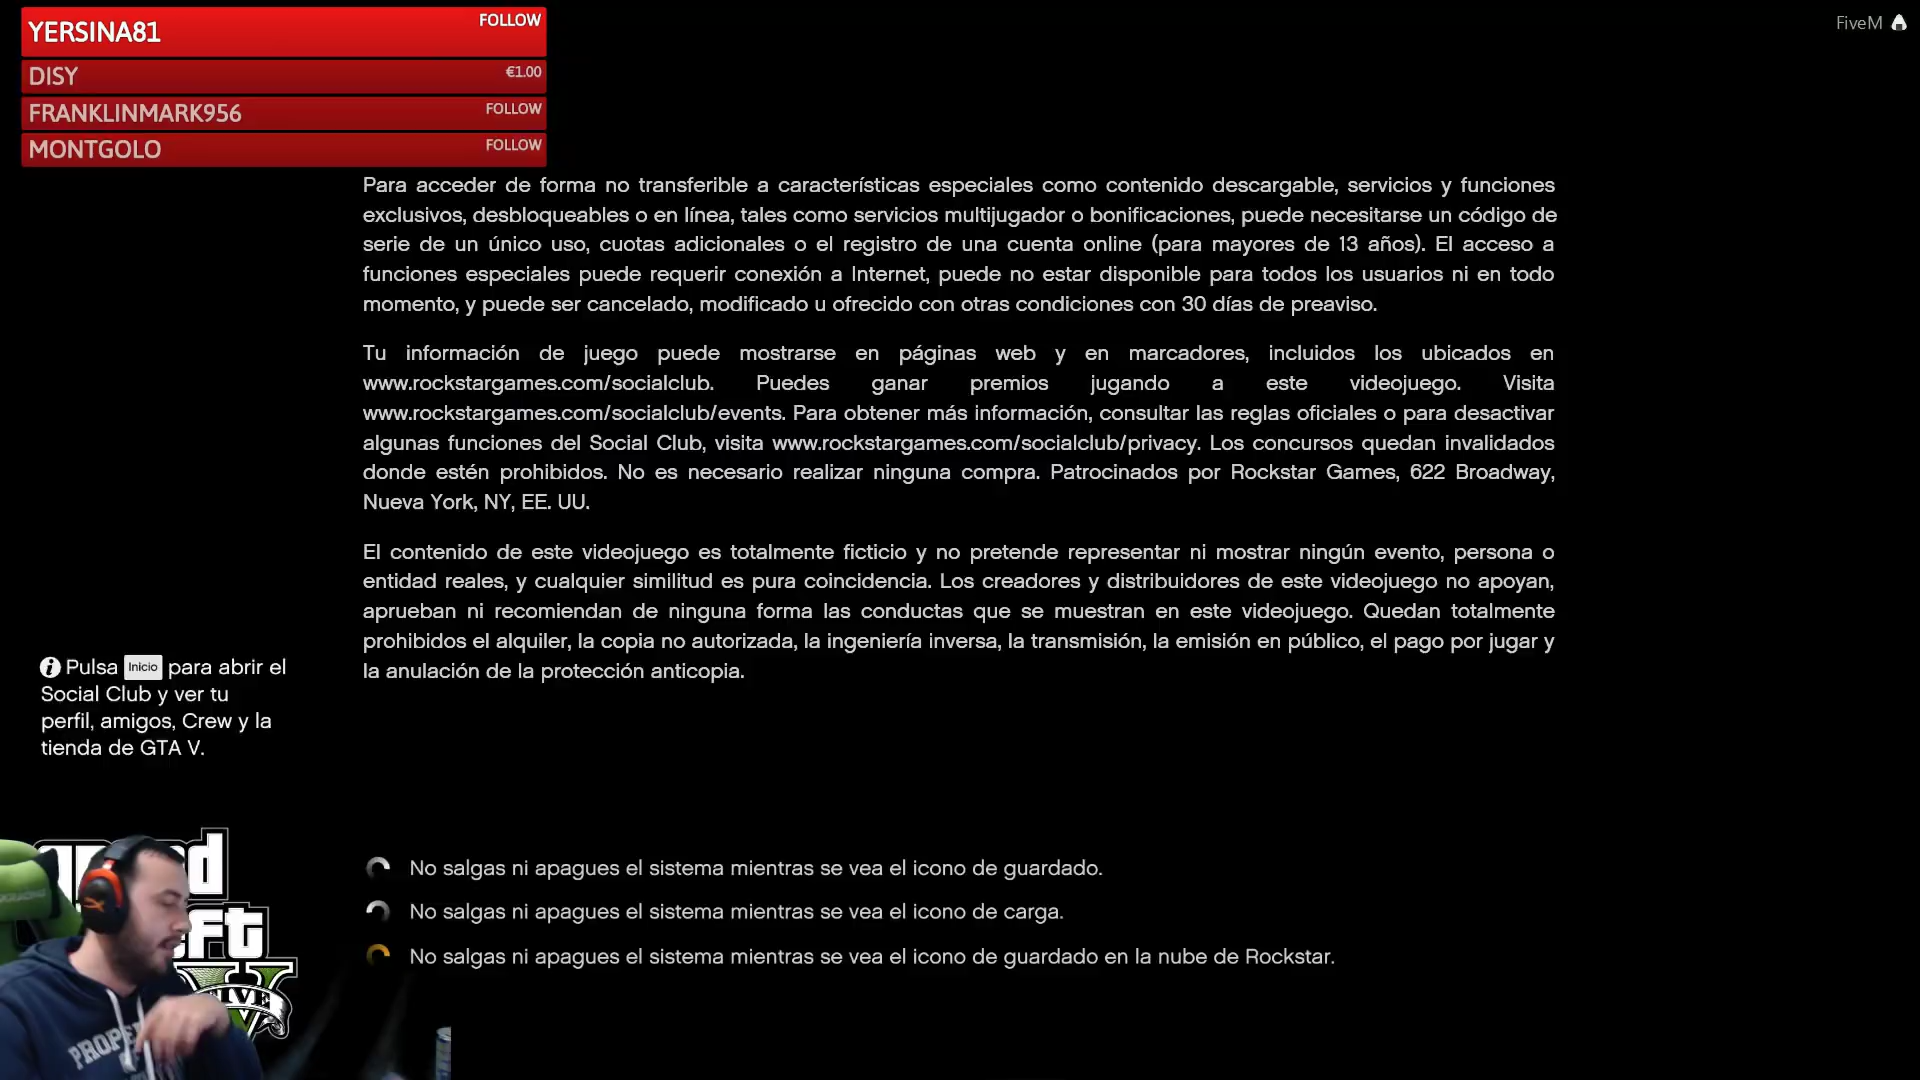 YERSINA81 FOLLOW
DISY €1.00
FRANKLINMARK956 FOLLOW
MONTGOLO FOLLOW
FiveM
Para acceder de forma no transferible a características especiales como contenido descargable, servicios y funciones
exclusivos, desbloqueables o en línea, tales como servicios multijugador o bonificaciones, puede necesitarse un código de
serie de un único uso, cuotas adicionales o el registro de una cuenta online (para mayores de 13 años). El acceso a
funciones especiales puede requerir conexión a Internet, puede no estar disponible para todos los usuarios ni en todo
momento, y puede ser cancelado, modificado u ofrecido con otras condiciones con 30 días de preaviso.
Tu información de juego puede mostrarse en páginas web y en marcadores, incluidos los ubicados en
www.rockstargames.com/socialclub. Puedes ganar premios jugando a este videojuego. Visita
www.rockstargames.com/socialclub/events. Para obtener más información, consultar las reglas oficiales o para desactivar
algunas funciones del Social Club, visita www.rockstargames.com/socialclub/privacy. Los concursos quedan invalidados
donde estén prohibidos. No es necesario realizar ninguna compra. Patrocinados por Rockstar Games, 622 Broadway,
Nueva York, NY, EE. UU.
El contenido de este videojuego es totalmente ficticio y no pretende representar ni mostrar ningún evento, persona o
entidad reales, y cualquier similitud es pura coincidencia. Los creadores y distribuidores de este videojuego no apoyan,
aprueban ni recomiendan de ninguna forma las conductas que se muestran en este videojuego. Quedan totalmente
prohibidos el alquiler, la copia no autorizada, la ingeniería inversa, la transmisión, la emisión en público, el pago por jugar y
la anulación de la protección anticopia.
Pulsa Inicio para abrir el
Social Club y ver tu
perfil, amigos, Crew y la
tienda de GTA V.
No salgas ni apagues el sistema mientras se vea el icono de guardado.
No salgas ni apagues el sistema mientras se vea el icono de carga.
No salgas ni apagues el sistema mientras se vea el icono de guardado en la nube de Rockstar.
V
FIVE